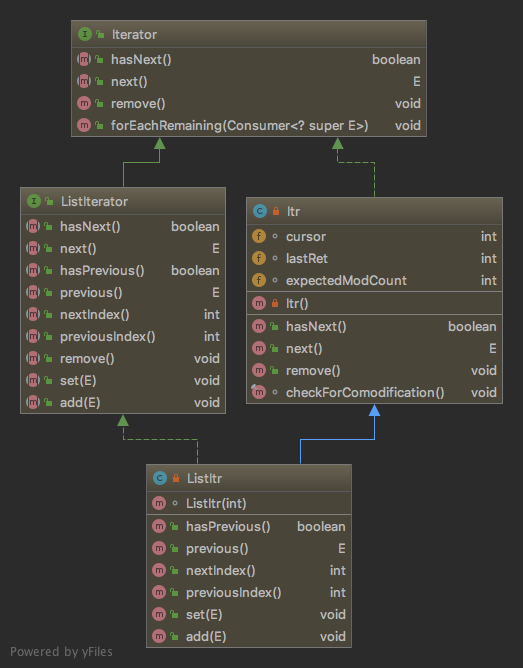 Iterator
hasNext() boolean
next() E
remove() void
forEachRemaining(Consumer<? super E>) void
ListIterator
hasNext() boolean
next() E
hasPrevious() boolean
previous() E
nextIndex() int
previousIndex() int
remove() void
set(E) void
add(E) void
Itr
cursor int
lastRet int
expectedModCount int
Itr()
hasNext() boolean
next() E
remove() void
checkForComodification() void
ListItr
ListItr(int)
hasPrevious() boolean
previous() E
nextIndex() int
previousIndex() int
set(E) void
add(E) void
Powered by yFiles